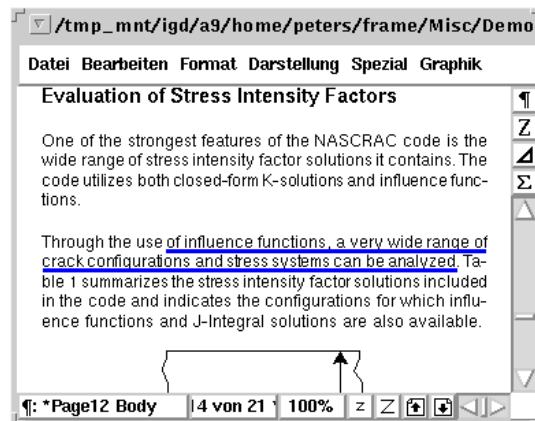 /tmp_mnt/igd/a9/home/peters/frame/Misc/Demo
Datei Bearbeiten Format Darstellung Spezial Graphik
Evaluation of Stress Intensity Factors
One of the strongest features of the NASCRAC code is the
wide range of stress intensity factor solutions it contains. The
code utilizes both closed-form K-solutions and influence func-
tions.
Through the use of influence functions, a very wide range of
crack configurations and stress systems can be analyzed. Ta-
ble 1 summarizes the stress intensity factor solutions included
in the code and indicates the configurations for which influ-
ence functions and J-Integral solutions are also available.
¶
Z
Σ
¶: *Page12 Body 4 von 21 * 100% z Z